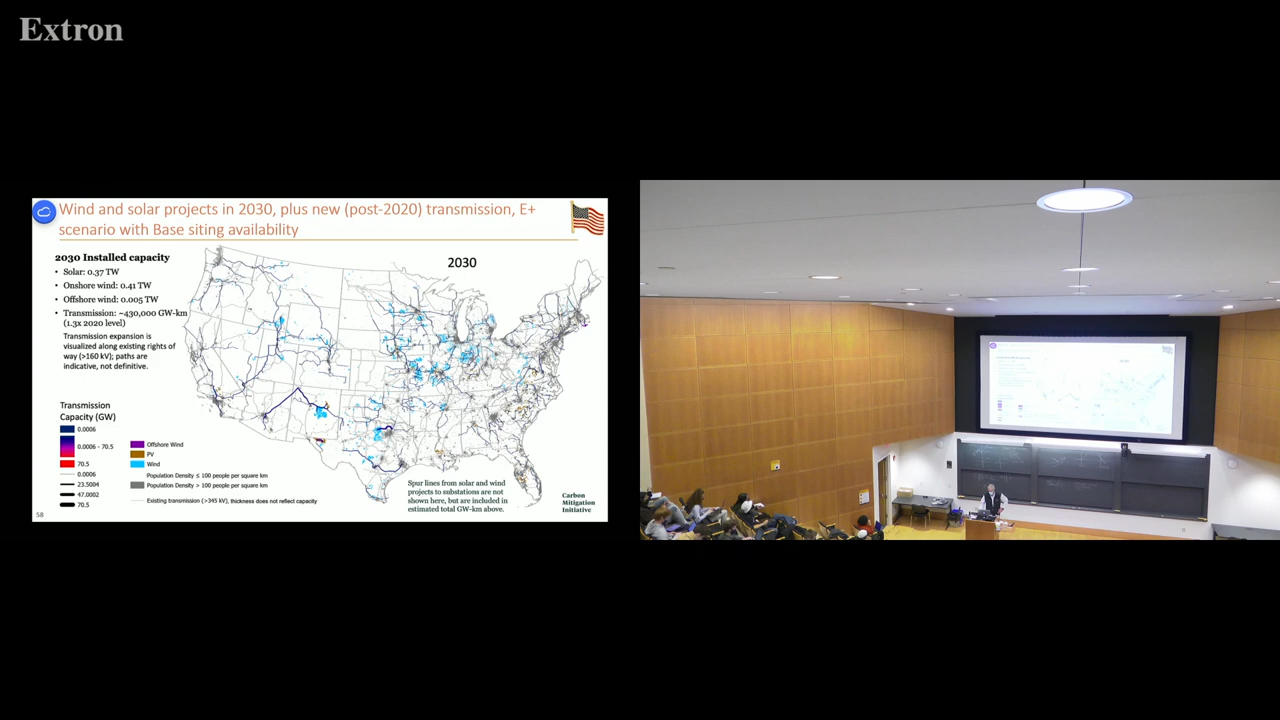 Extron
Wind and solar projects in 2030, plus new (post-2020) transmission, E+
scenario with Base siting availability
2030 Installed capacity
• Solar: 0.37 TW
• Onshore wind: 0.41 TW
• Offshore wind: 0.005 TW
• Transmission: ~430,000 GW-km
(1.3x 2020 level)
Transmission expansion is
visualized along existing rights of
way (>160 kV); paths are
indicative, not definitive.
2030
Transmission
Capacity (GW)
0.0006
0.0006 - 70.5
70.5
0.0006
23.5004
47.0002
70.5
Offshore Wind
PV
Wind
Population Density ≤ 100 people per square km
Population Density > 100 people per square km
Existing transmission (>345 kV), thickness does not reflect capacity
Spur lines from solar and wind
projects to substations are not
shown here, but are included in
estimated total GW-km above.
Carbon
Mitigation
Initiative
58